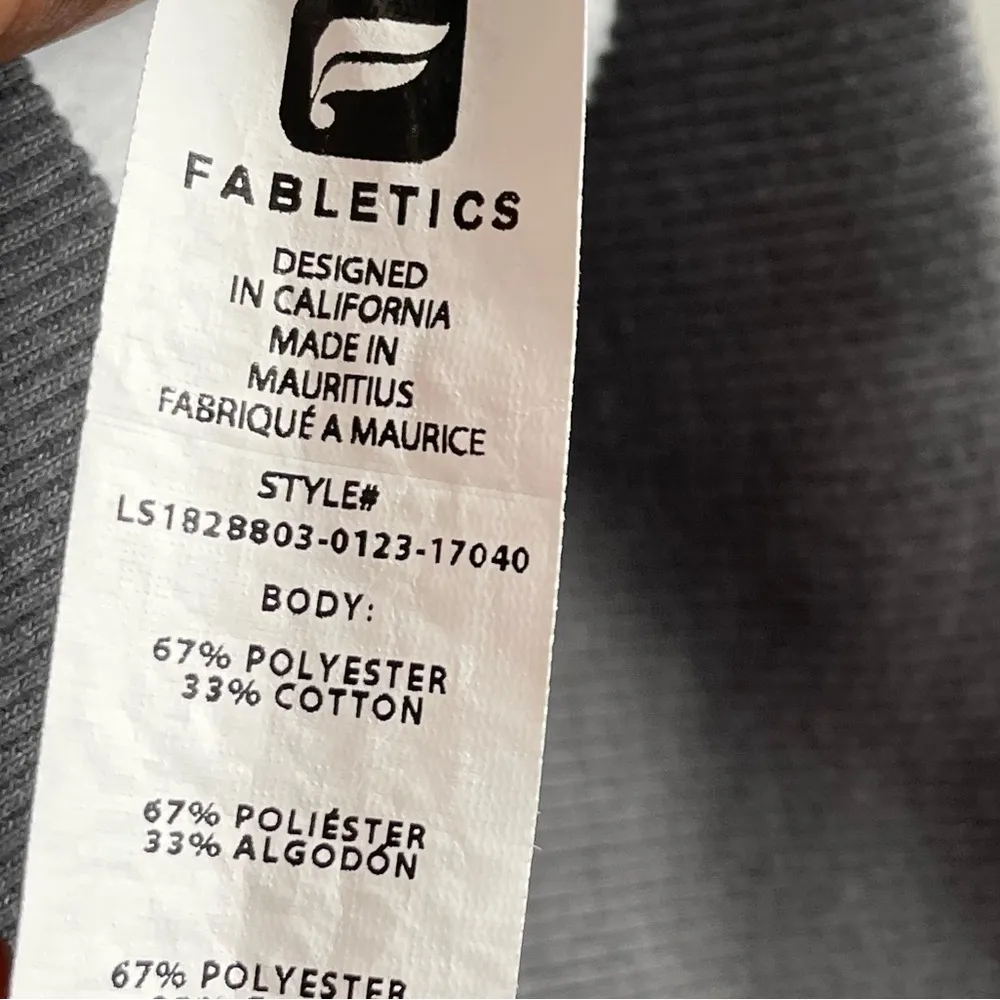 FABLETICS
DESIGNED
IN CALIFORNIA
MADE IN
MAURITIUS
FABRIQUÉ A MAURICE
STYLE#
LS1828803-0123-17040
BODY:
67% POLYESTER
33% COTTON
67% POLIÉSTER
33% ALGODÓN
67% POLYESTER